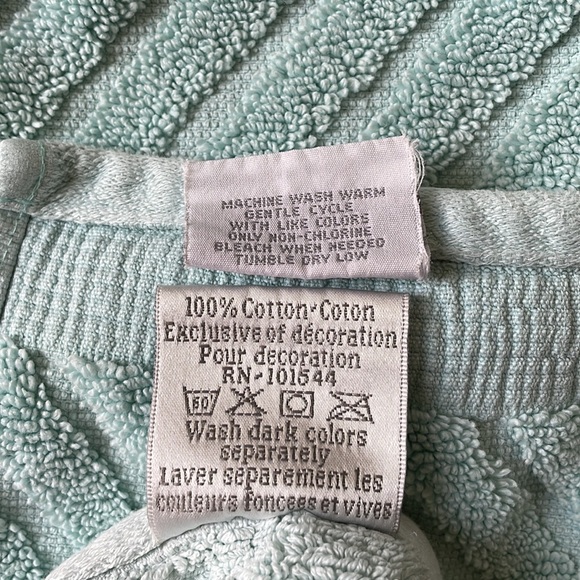 MACHINE WASH WARM
GENTLE CYCLE
WITH LIKE COLORS
ONLY NON-CHLORINE
BLEACH WHEN NEEDED
TUMBLE DRY LOW
100% Cotton-Coton
Exclusive of décoration
Pour decoration
RN-101544
60
Wash dark colors
separately
Laver separement les
couleurs foncees et vives